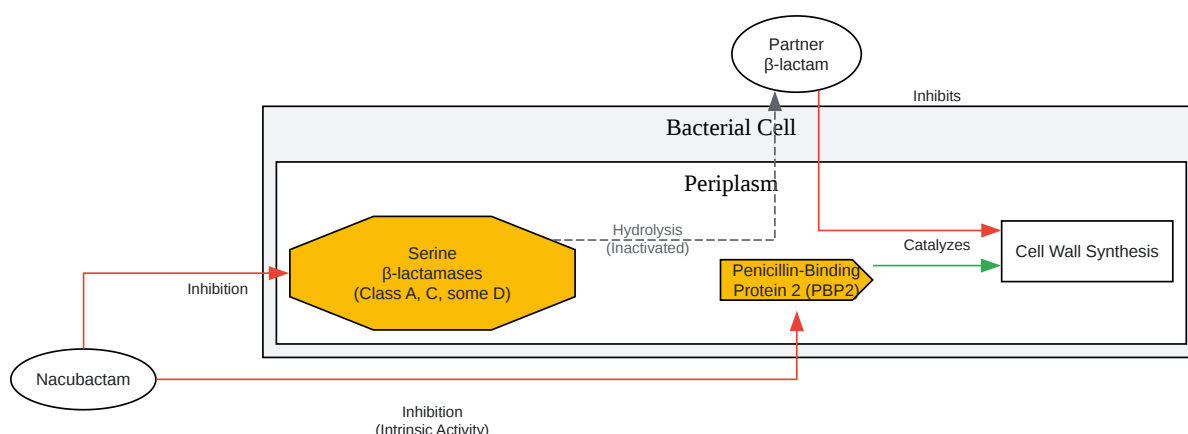 Partner
β-lactam
Inhibits
Bacterial Cell
Periplasm
Serine
β-lactamases
(Class A, C, some D)
Hydrolysis
(Inactivated)
Catalyzes
Cell Wall Synthesis
Penicillin-Binding
Protein 2 (PBP2)
Inhibition
Nacubactam
Inhibition
(Intrinsic Activity)